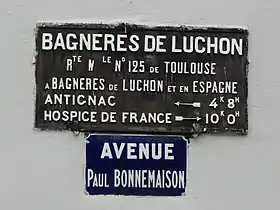 BAGNERES DE LUCHON
RTE NLE NO 125 DE TOULOUSE
A BAGNERES DE LUCHON ET EN ESPAGNE
ANTIGNAC 4K 8H
HOSPICE DE FRANCE 10K 0H
AVENUE
PAUL BONNEMAISON